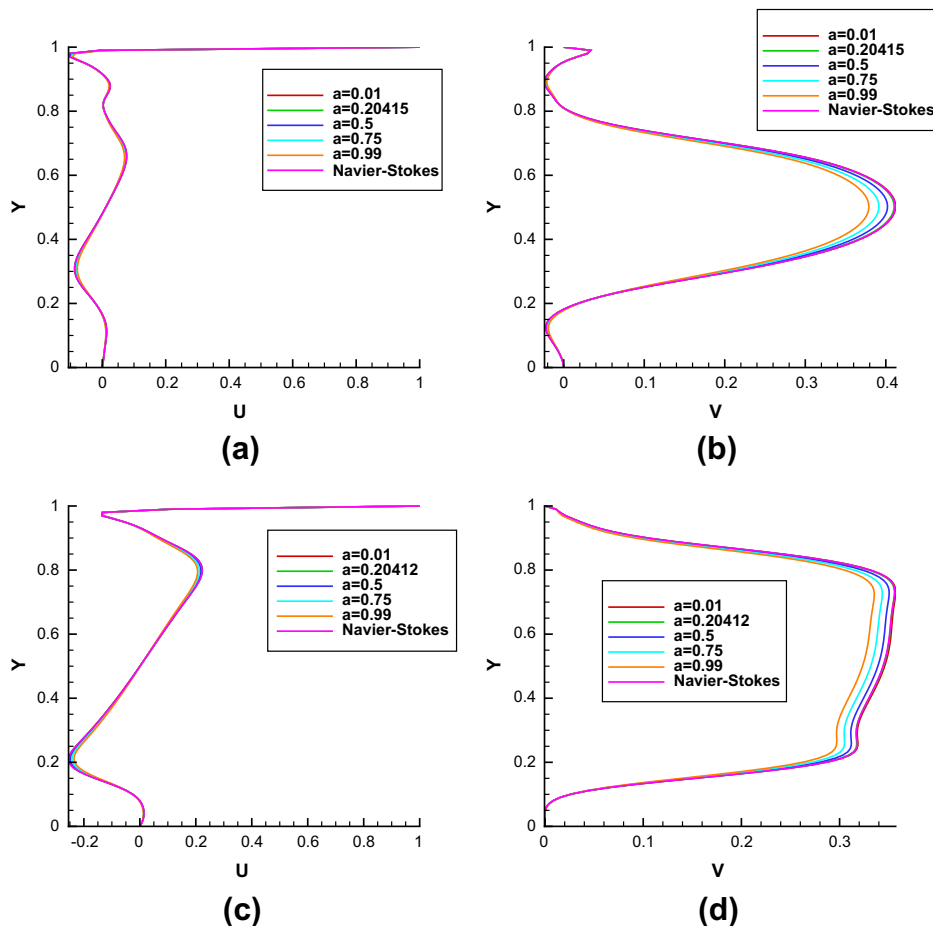 1
0.8
0.6
0.4
0.2
0
Y
0
0.2
0.4
0.6
0.8
1
U
a=0.01
a=0.20415
a=0.5
a=0.75
a=0.99
Navier-Stokes
(a)
1
0.8
0.6
0.4
0.2
0
Y
0
0.1
0.2
0.3
0.4
V
a=0.01
a=0.20415
a=0.5
a=0.75
a=0.99
Navier-Stokes
(b)
1
0.8
0.6
0.4
0.2
0
Y
-0.2
0
0.2
0.4
0.6
0.8
1
U
a=0.01
a=0.20412
a=0.5
a=0.75
a=0.99
Navier-Stokes
(c)
1
0.8
0.6
0.4
0.2
0
Y
0
0.1
0.2
0.3
V
a=0.01
a=0.20412
a=0.5
a=0.75
a=0.99
Navier-Stokes
(d)